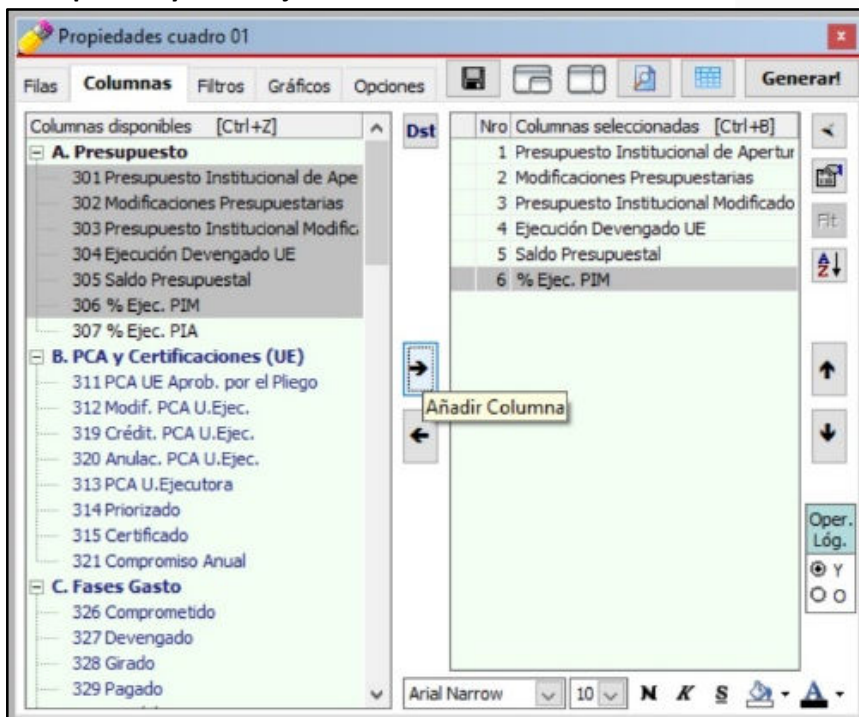 Propiedades cuadro 01
Filas Columnas Filtros Gráficos Opciones Generar!
Columnas disponibles [Ctrl+Z]
A. Presupuesto
301 Presupuesto Institucional de Ape
302 Modificaciones Presupuestarias
303 Presupuesto Institucional Modific
304 Ejecución Devengado UE
305 Saldo Presupuestal
306 % Ejec. PIM
307 % Ejec. PIA
B. PCA y Certificaciones (UE)
311 PCA UE Aprob. por el Pliego
312 Modif. PCA U.Ejec.
319 Crédit. PCA U.Ejec.
320 Anulac. PCA U.Ejec.
313 PCA U.Ejecutora
314 Priorizado
315 Certificado
321 Compromiso Anual
C. Fases Gasto
326 Comprometido
327 Devengado
328 Girado
329 Pagado
Dst
Añadir Columna
Nro Columnas seleccionadas [Ctrl+B]
1 Presupuesto Institucional de Apertur
2 Modificaciones Presupuestarias
3 Presupuesto Institucional Modificado
4 Ejecución Devengado UE
5 Saldo Presupuestal
6 % Ejec. PIM
Flt
A
Z
Oper.
Lóg.
Y
O
Arial Narrow 10 N K S A